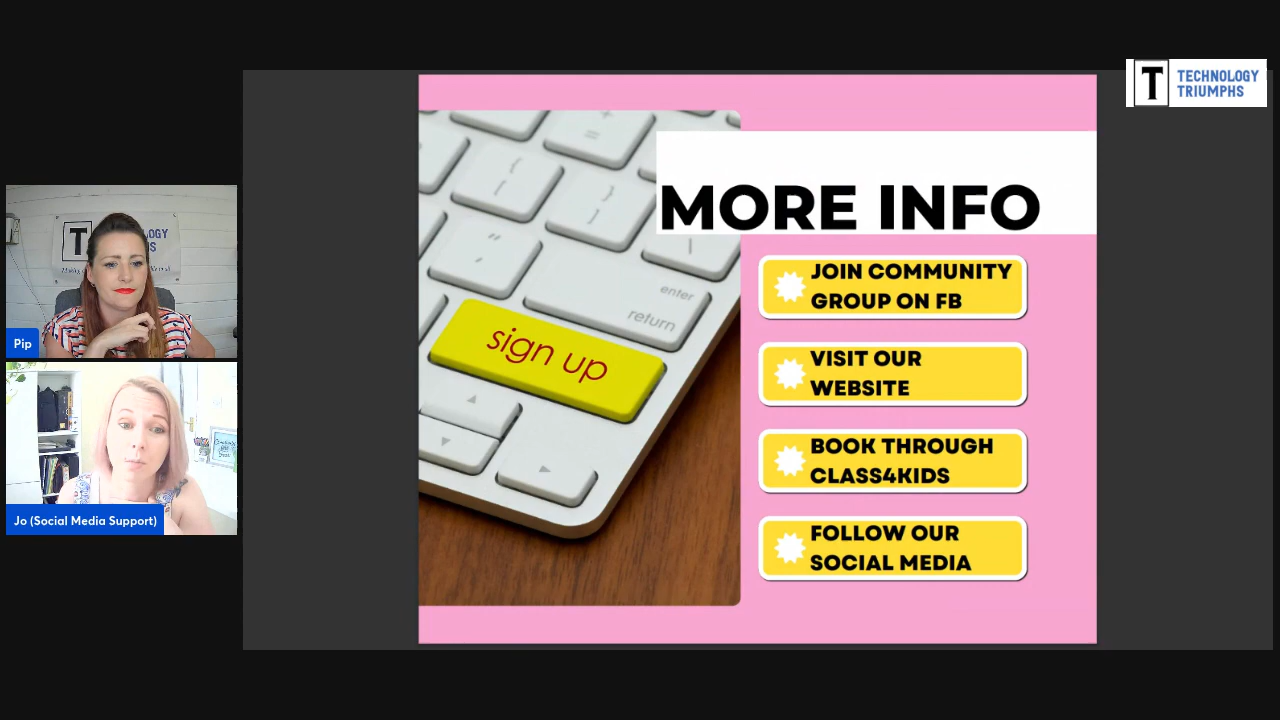 TECHNOLOGY
TRIUMPHS
MORE INFO
JOIN COMMUNITY
GROUP ON FB
VISIT OUR
WEBSITE
BOOK THROUGH
CLASS4KIDS
FOLLOW OUR
SOCIAL MEDIA
enter
return
sign up
T
Pip
Jo (Social Media Support)